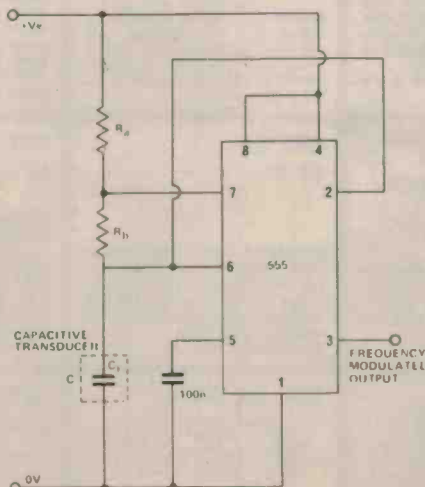 +Ve
Ra
8 4
7 2
Rb
555
6
CAPACITIVE
TRANSDUCER
5 3
FREQUENCY
MODULATED
OUTPUT
C
100n
1
0V